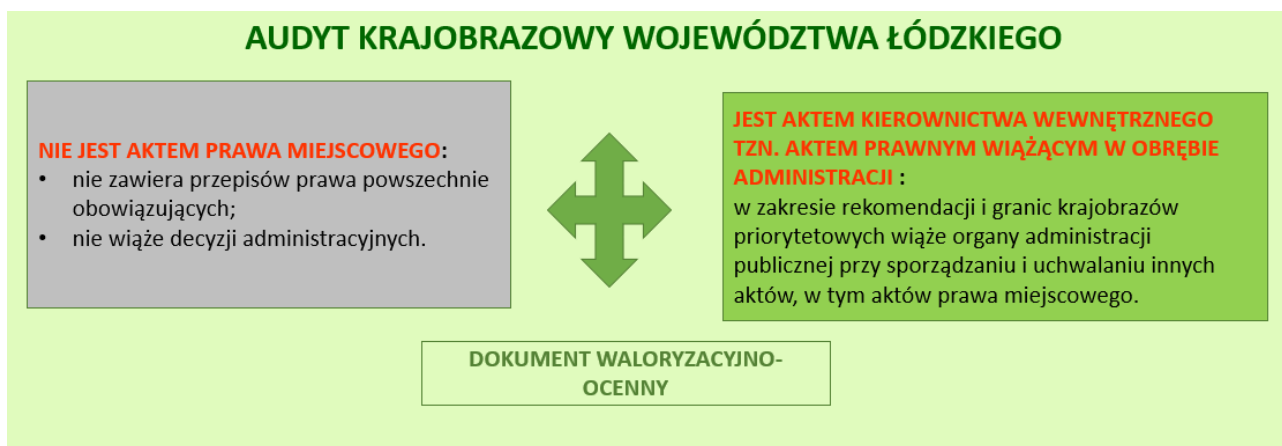 AUDYT KRAJOBRAZOWY WOJEWÓDZTWA ŁÓDZKIEGO
NIE JEST AKTEM PRAWA MIEJSCOWEGO:
• nie zawiera przepisów prawa powszechnie
obowiązujących;
• nie wiąże decyzji administracyjnych.
JEST AKTEM KIEROWNICTWA WEWNĘTRZNEGO
TZN. AKTEM PRAWNYM WIĄŻĄCYM W OBRĘBIE
ADMINISTRACJI :
w zakresie rekomendacji i granic krajobrazów
priorytetowych wiąże organy administracji
publicznej przy sporządzaniu i uchwalaniu innych
aktów, w tym aktów prawa miejscowego.
DOKUMENT WALORYZACYJNO-
OCENNY